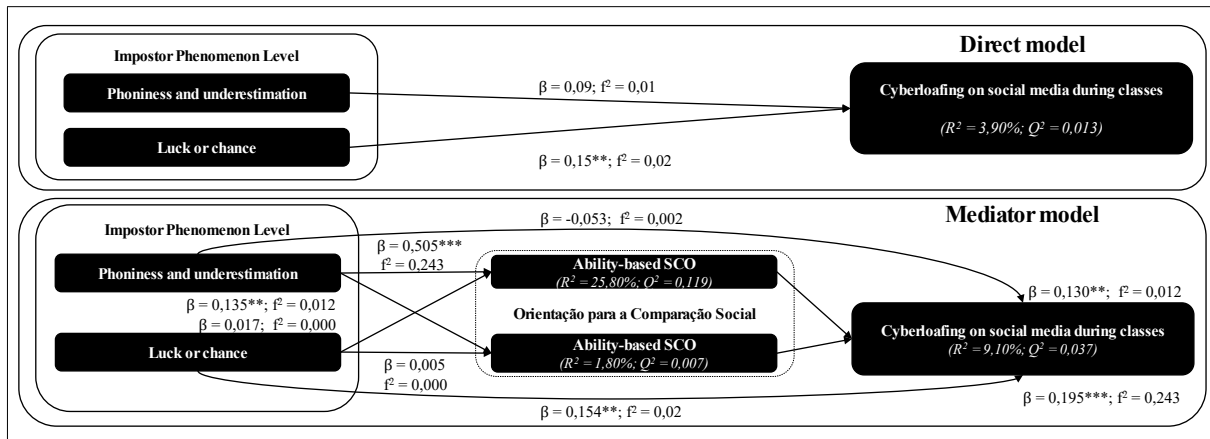 Direct model
Impostor Phenomenon Level
Phoniness and underestimation
Luck or chance
β = 0,09; f² = 0,01
β = 0,15**; f² = 0,02
Cyberloafing on social media during classes
(R² = 3,90%; Q² = 0,013)
Mediator model
Impostor Phenomenon Level
β = -0,053; f² = 0,002
Phoniness and underestimation
β = 0,505***
f² = 0,243
β = 0,135**; f² = 0,012
β = 0,017; f² = 0,000
Luck or chance
β = 0,005
f² = 0,000
Ability-based SCO
(R² = 25,80%; Q² = 0,119)
Orientação para a Comparação Social
Ability-based SCO
(R² = 1,80%; Q² = 0,007)
β = 0,130**; f² = 0,012
Cyberloafing on social media during classes
(R² = 9,10%; Q² = 0,037)
β = 0,195***; f² = 0,243
β = 0,154**; f² = 0,02